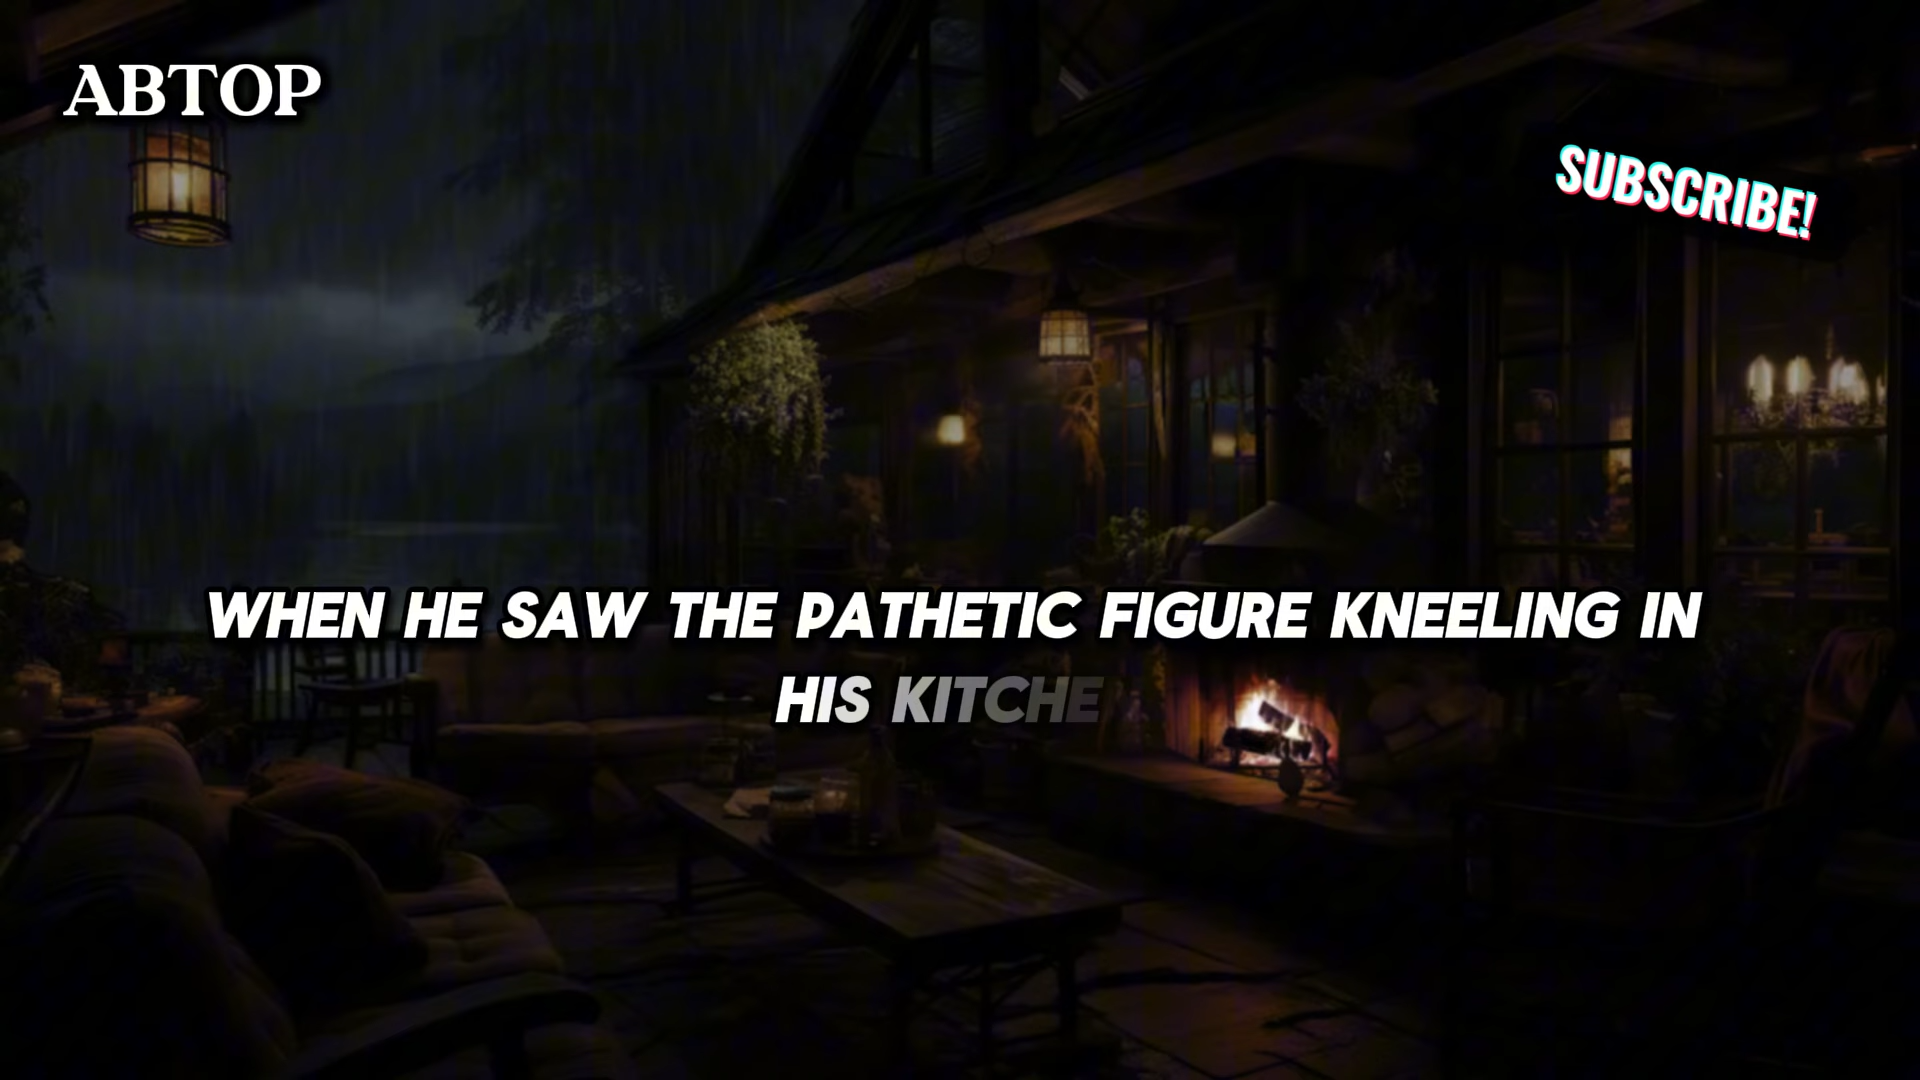 ABTOP
SUBSCRIBE!
WHEN HE SAW THE PATHETIC FIGURE KNEELING IN
HIS KITCHE